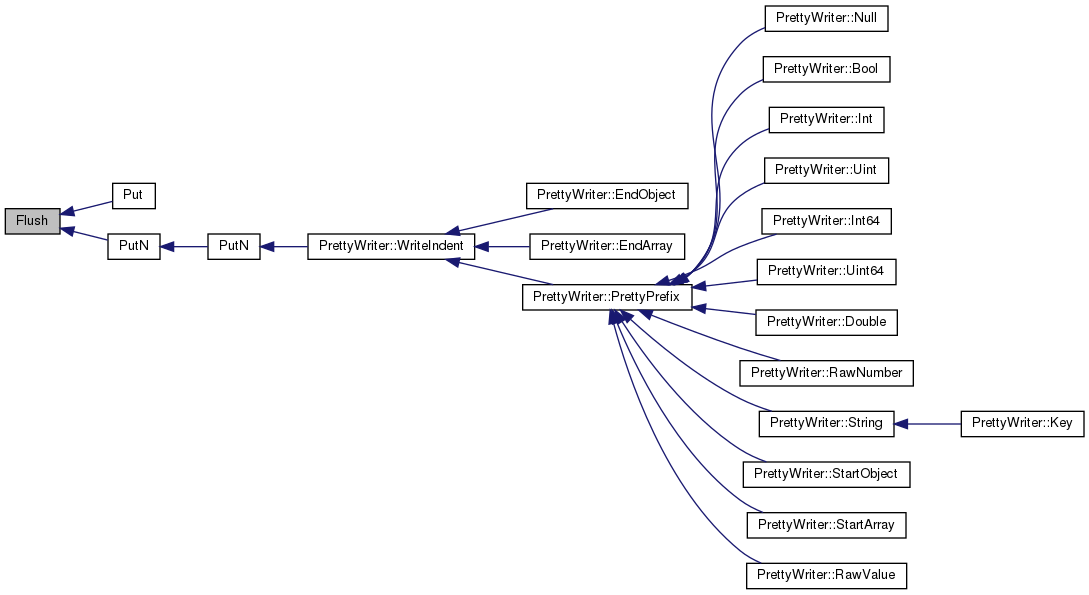 Flush
Put
PutN
PutN
PrettyWriter::WriteIndent
PrettyWriter::EndObject
PrettyWriter::EndArray
PrettyWriter::PrettyPrefix
PrettyWriter::Null
PrettyWriter::Bool
PrettyWriter::Int
PrettyWriter::Uint
PrettyWriter::Int64
PrettyWriter::Uint64
PrettyWriter::Double
PrettyWriter::RawNumber
PrettyWriter::String
PrettyWriter::Key
PrettyWriter::StartObject
PrettyWriter::StartArray
PrettyWriter::RawValue